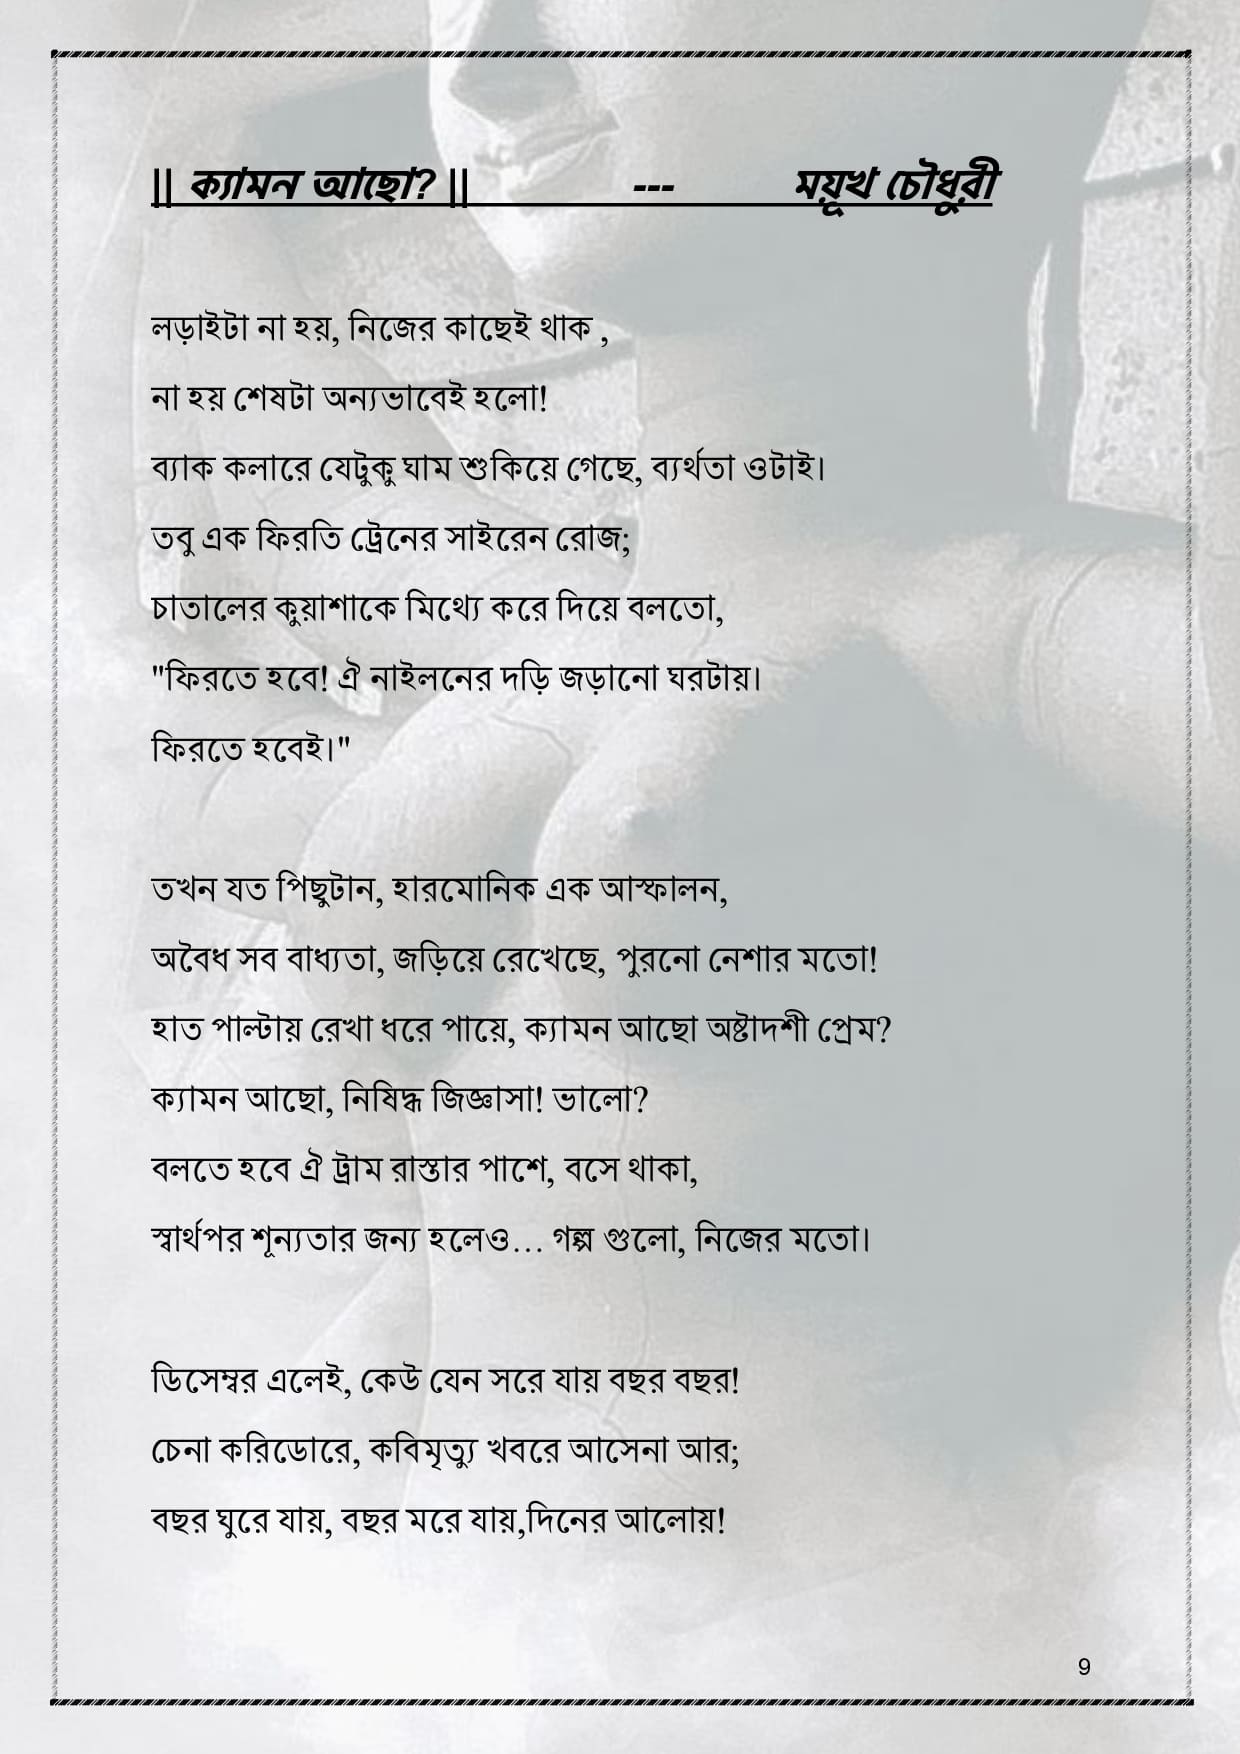 || ক্যামন আছো? || --- ময়ূখ চৌধুরী
লড়াইটা না হয়, নিজের কাছেই থাক ,
না হয় শেষটা অন্যভাবেই হলো!
ব্যাক কলারে যেটুকু ঘাম শুকিয়ে গেছে, ব্যর্থতা ওটাই।
তবু এক ফিরতি ট্রেনের সাইরেন রোজ;
চাতালের কুয়াশাকে মিথ্যে করে দিয়ে বলতো,
"ফিরতে হবে! ঐ নাইলনের দড়ি জড়ানো ঘরটায়।
ফিরতে হবেই।"
তখন যত পিছুটান, হারমোনিক এক আস্ফালন,
অবৈধ সব বাধ্যতা, জড়িয়ে রেখেছে, পুরনো নেশার মতো!
হাত পাল্টায় রেখা ধরে পায়ে, ক্যামন আছো অষ্টাদশী প্রেম?
ক্যামন আছো, নিষিদ্ধ জিজ্ঞাসা! ভালো?
বলতে হবে ঐ ট্রাম রাস্তার পাশে, বসে থাকা,
স্বার্থপর শূন্যতার জন্য হলেও... গল্প গুলো, নিজের মতো।
ডিসেম্বর এলেই, কেউ যেন সরে যায় বছর বছর!
চেনা করিডোরে, কবিমৃত্যু খবরে আসেনা আর;
বছর ঘুরে যায়, বছর মরে যায়,দিনের আলোয়!
9